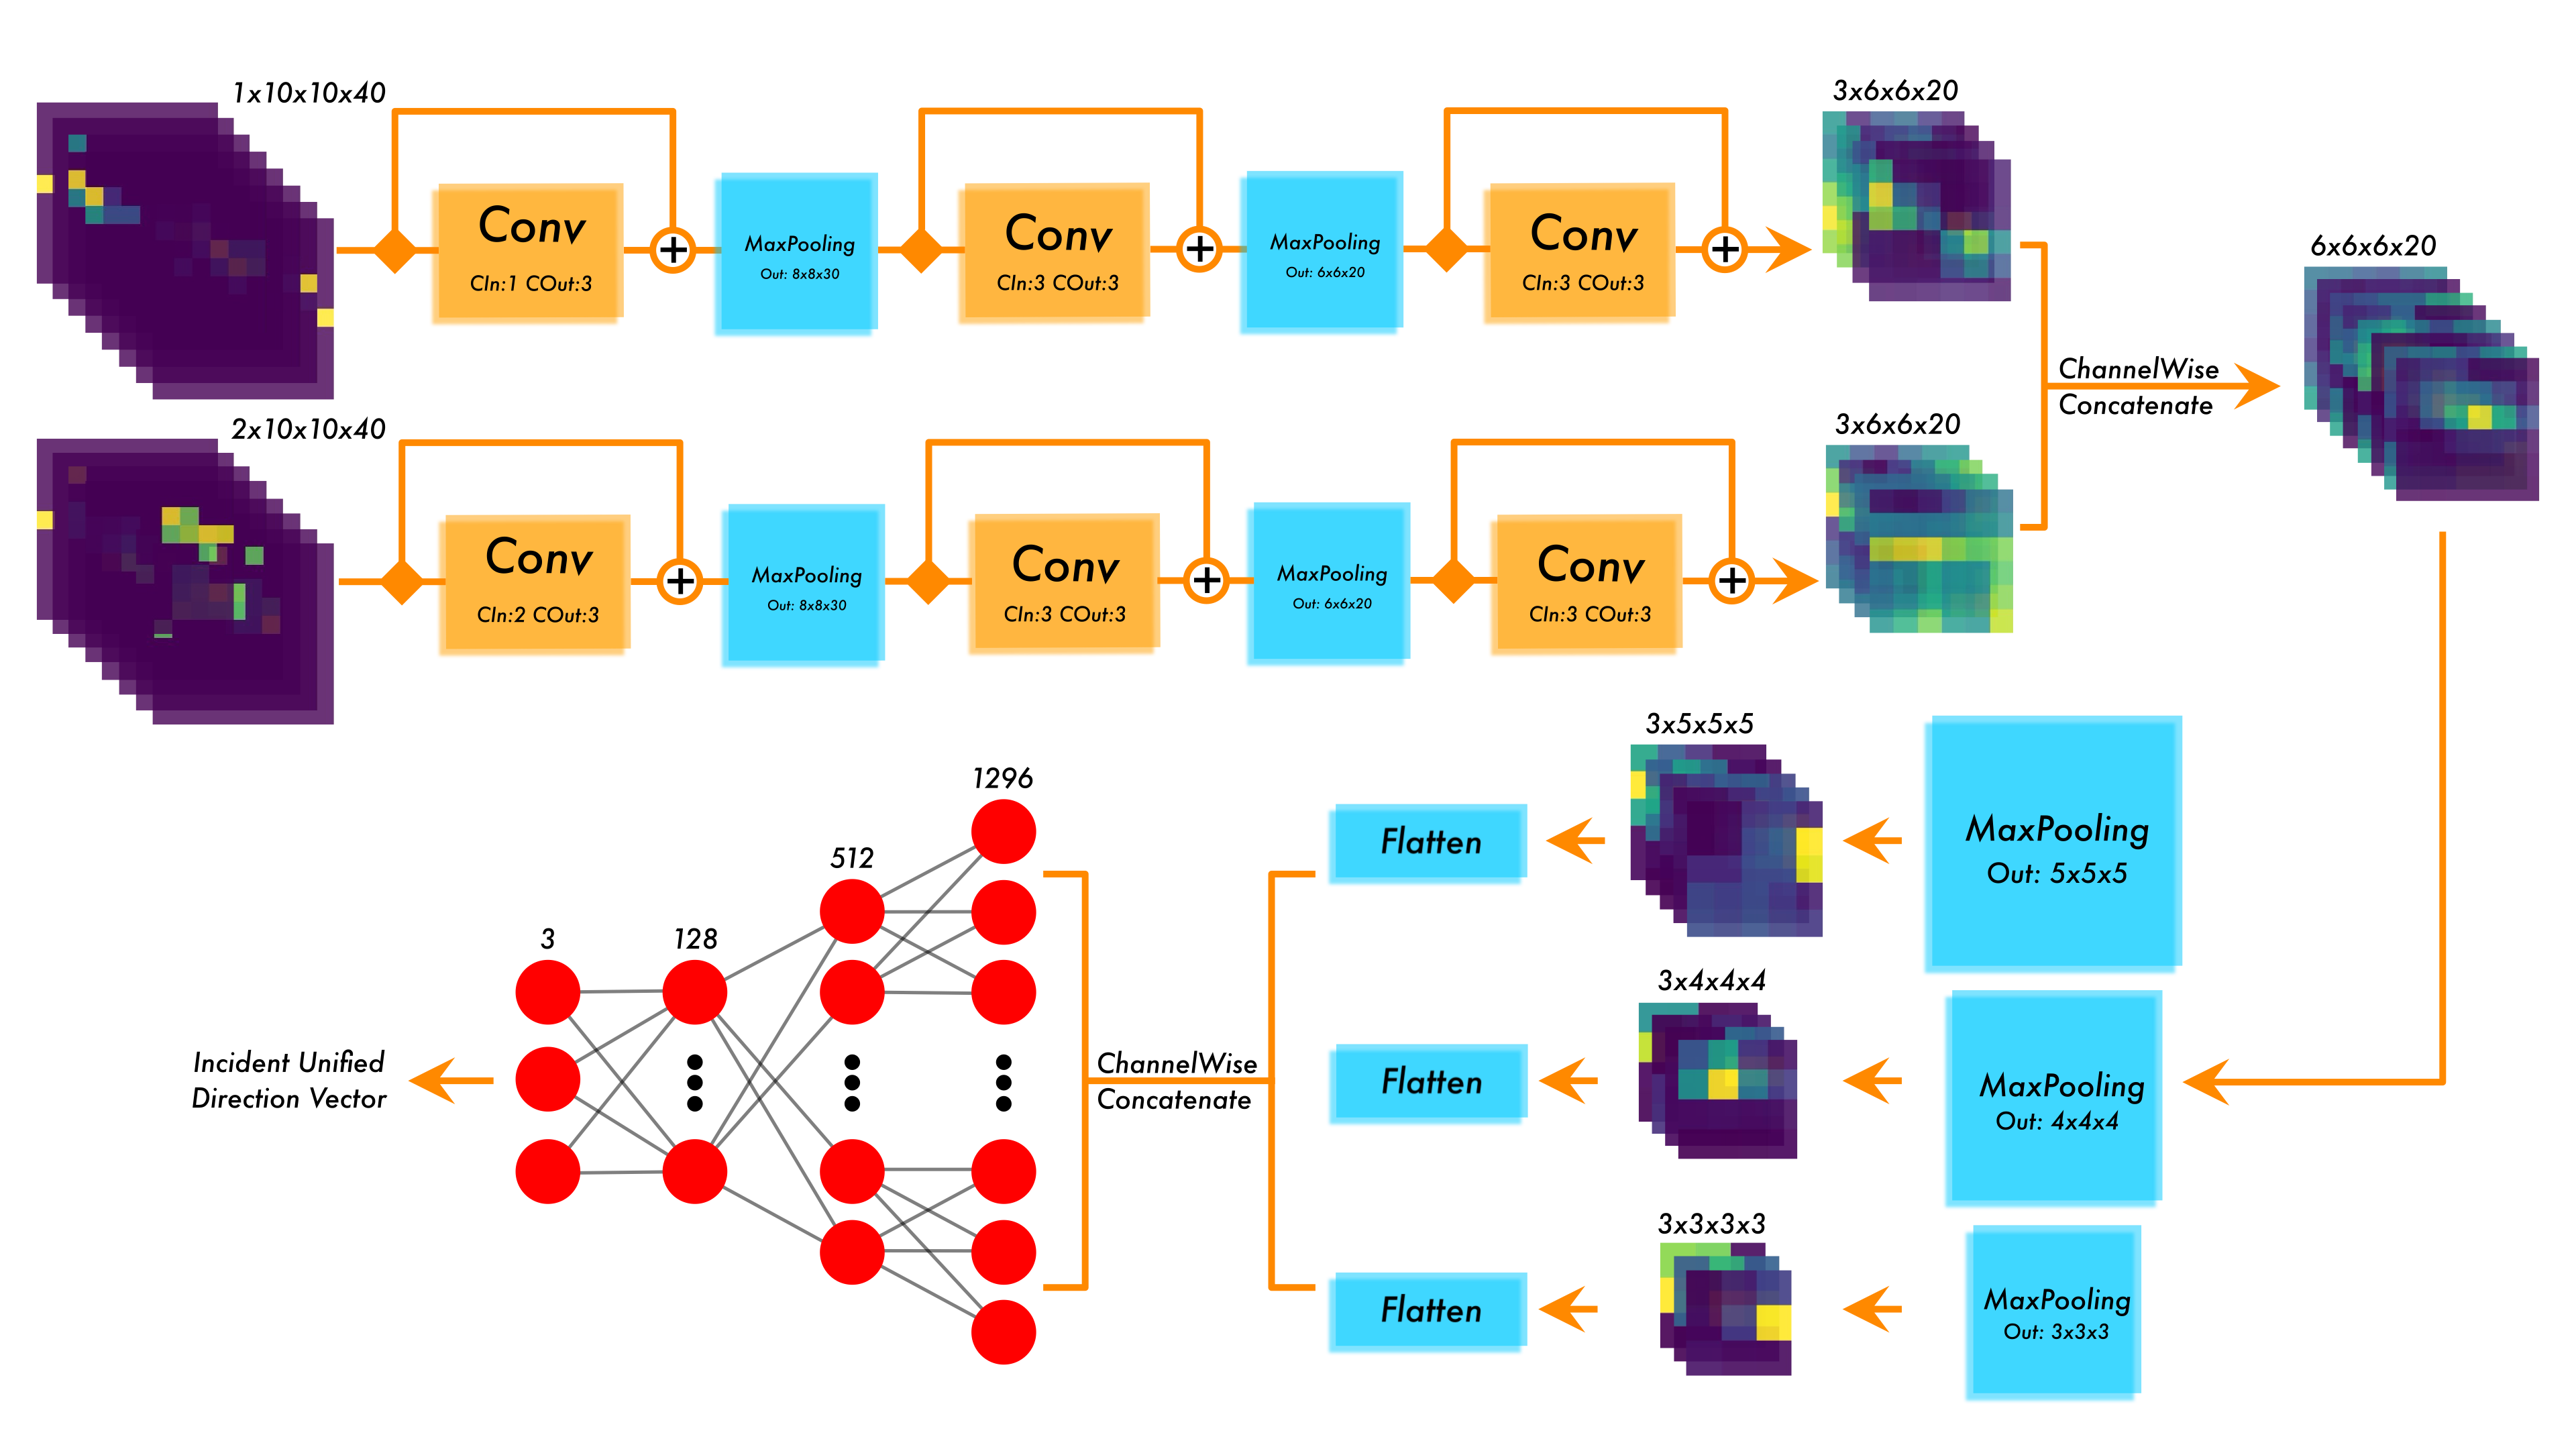 1x10x10x40
Conv
CIn:1 COut:3
MaxPooling
Out: 8x8x30
Conv
CIn:3 COut:3
MaxPooling
Out: 6x6x20
Conv
CIn:3 COut:3
3x6x6x20
2x10x10x40
Conv
CIn:2 COut:3
MaxPooling
Out: 8x8x30
Conv
CIn:3 COut:3
MaxPooling
Out: 6x6x20
Conv
CIn:3 COut:3
3x6x6x20
ChannelWise
Concatenate
6x6x6x20
MaxPooling
Out: 5x5x5
3x5x5x5
Flatten
MaxPooling
Out: 4x4x4
3x4x4x4
Flatten
MaxPooling
Out: 3x3x3
3x3x3x3
Flatten
ChannelWise
Concatenate
1296
512
128
3
Incident Unified
Direction Vector